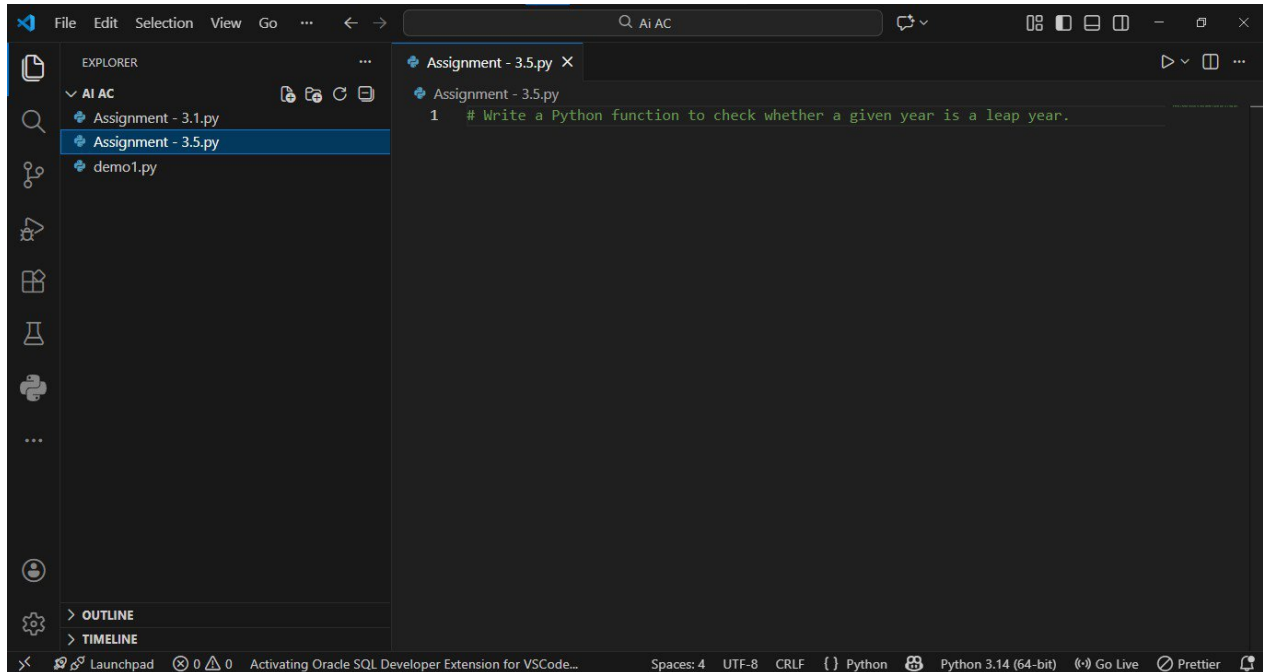 File Edit Selection View Go ··· Ai AC
EXPLORER ···
AI AC
Assignment - 3.1.py
Assignment - 3.5.py
demo1.py
OUTLINE
TIMELINE
Assignment - 3.5.py
Assignment - 3.5.py
1 # Write a Python function to check whether a given year is a leap year.
Launchpad 0 0 Activating Oracle SQL Developer Extension for VSCode... Spaces: 4 UTF-8 CRLF { } Python Python 3.14 (64-bit) Go Live Prettier